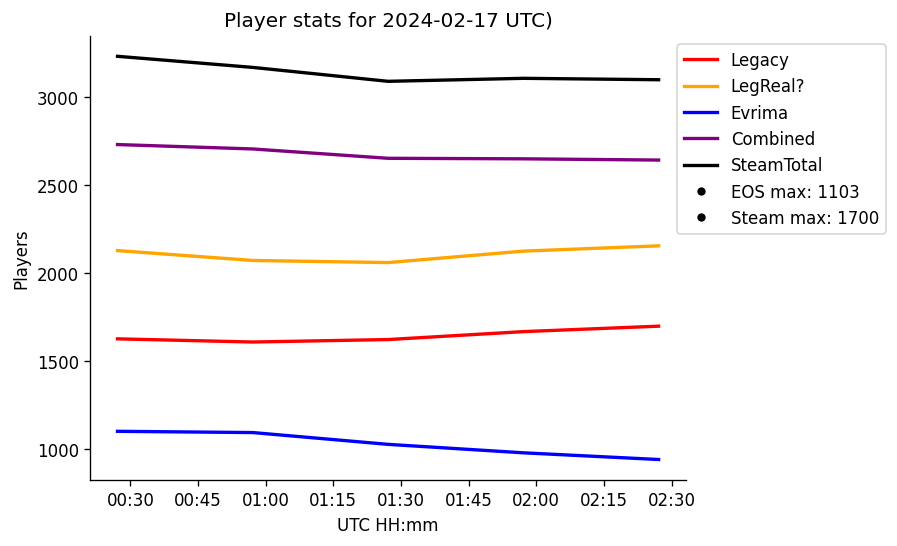 Player stats for 2024-02-17 UTC)
Legacy
LegReal?
Evrima
Combined
SteamTotal
EOS max: 1103
Steam max: 1700
Players
3000
2500
2000
1500
1000
00:30 00:45 01:00 01:15 01:30 01:45 02:00 02:15 02:30
UTC HH:mm